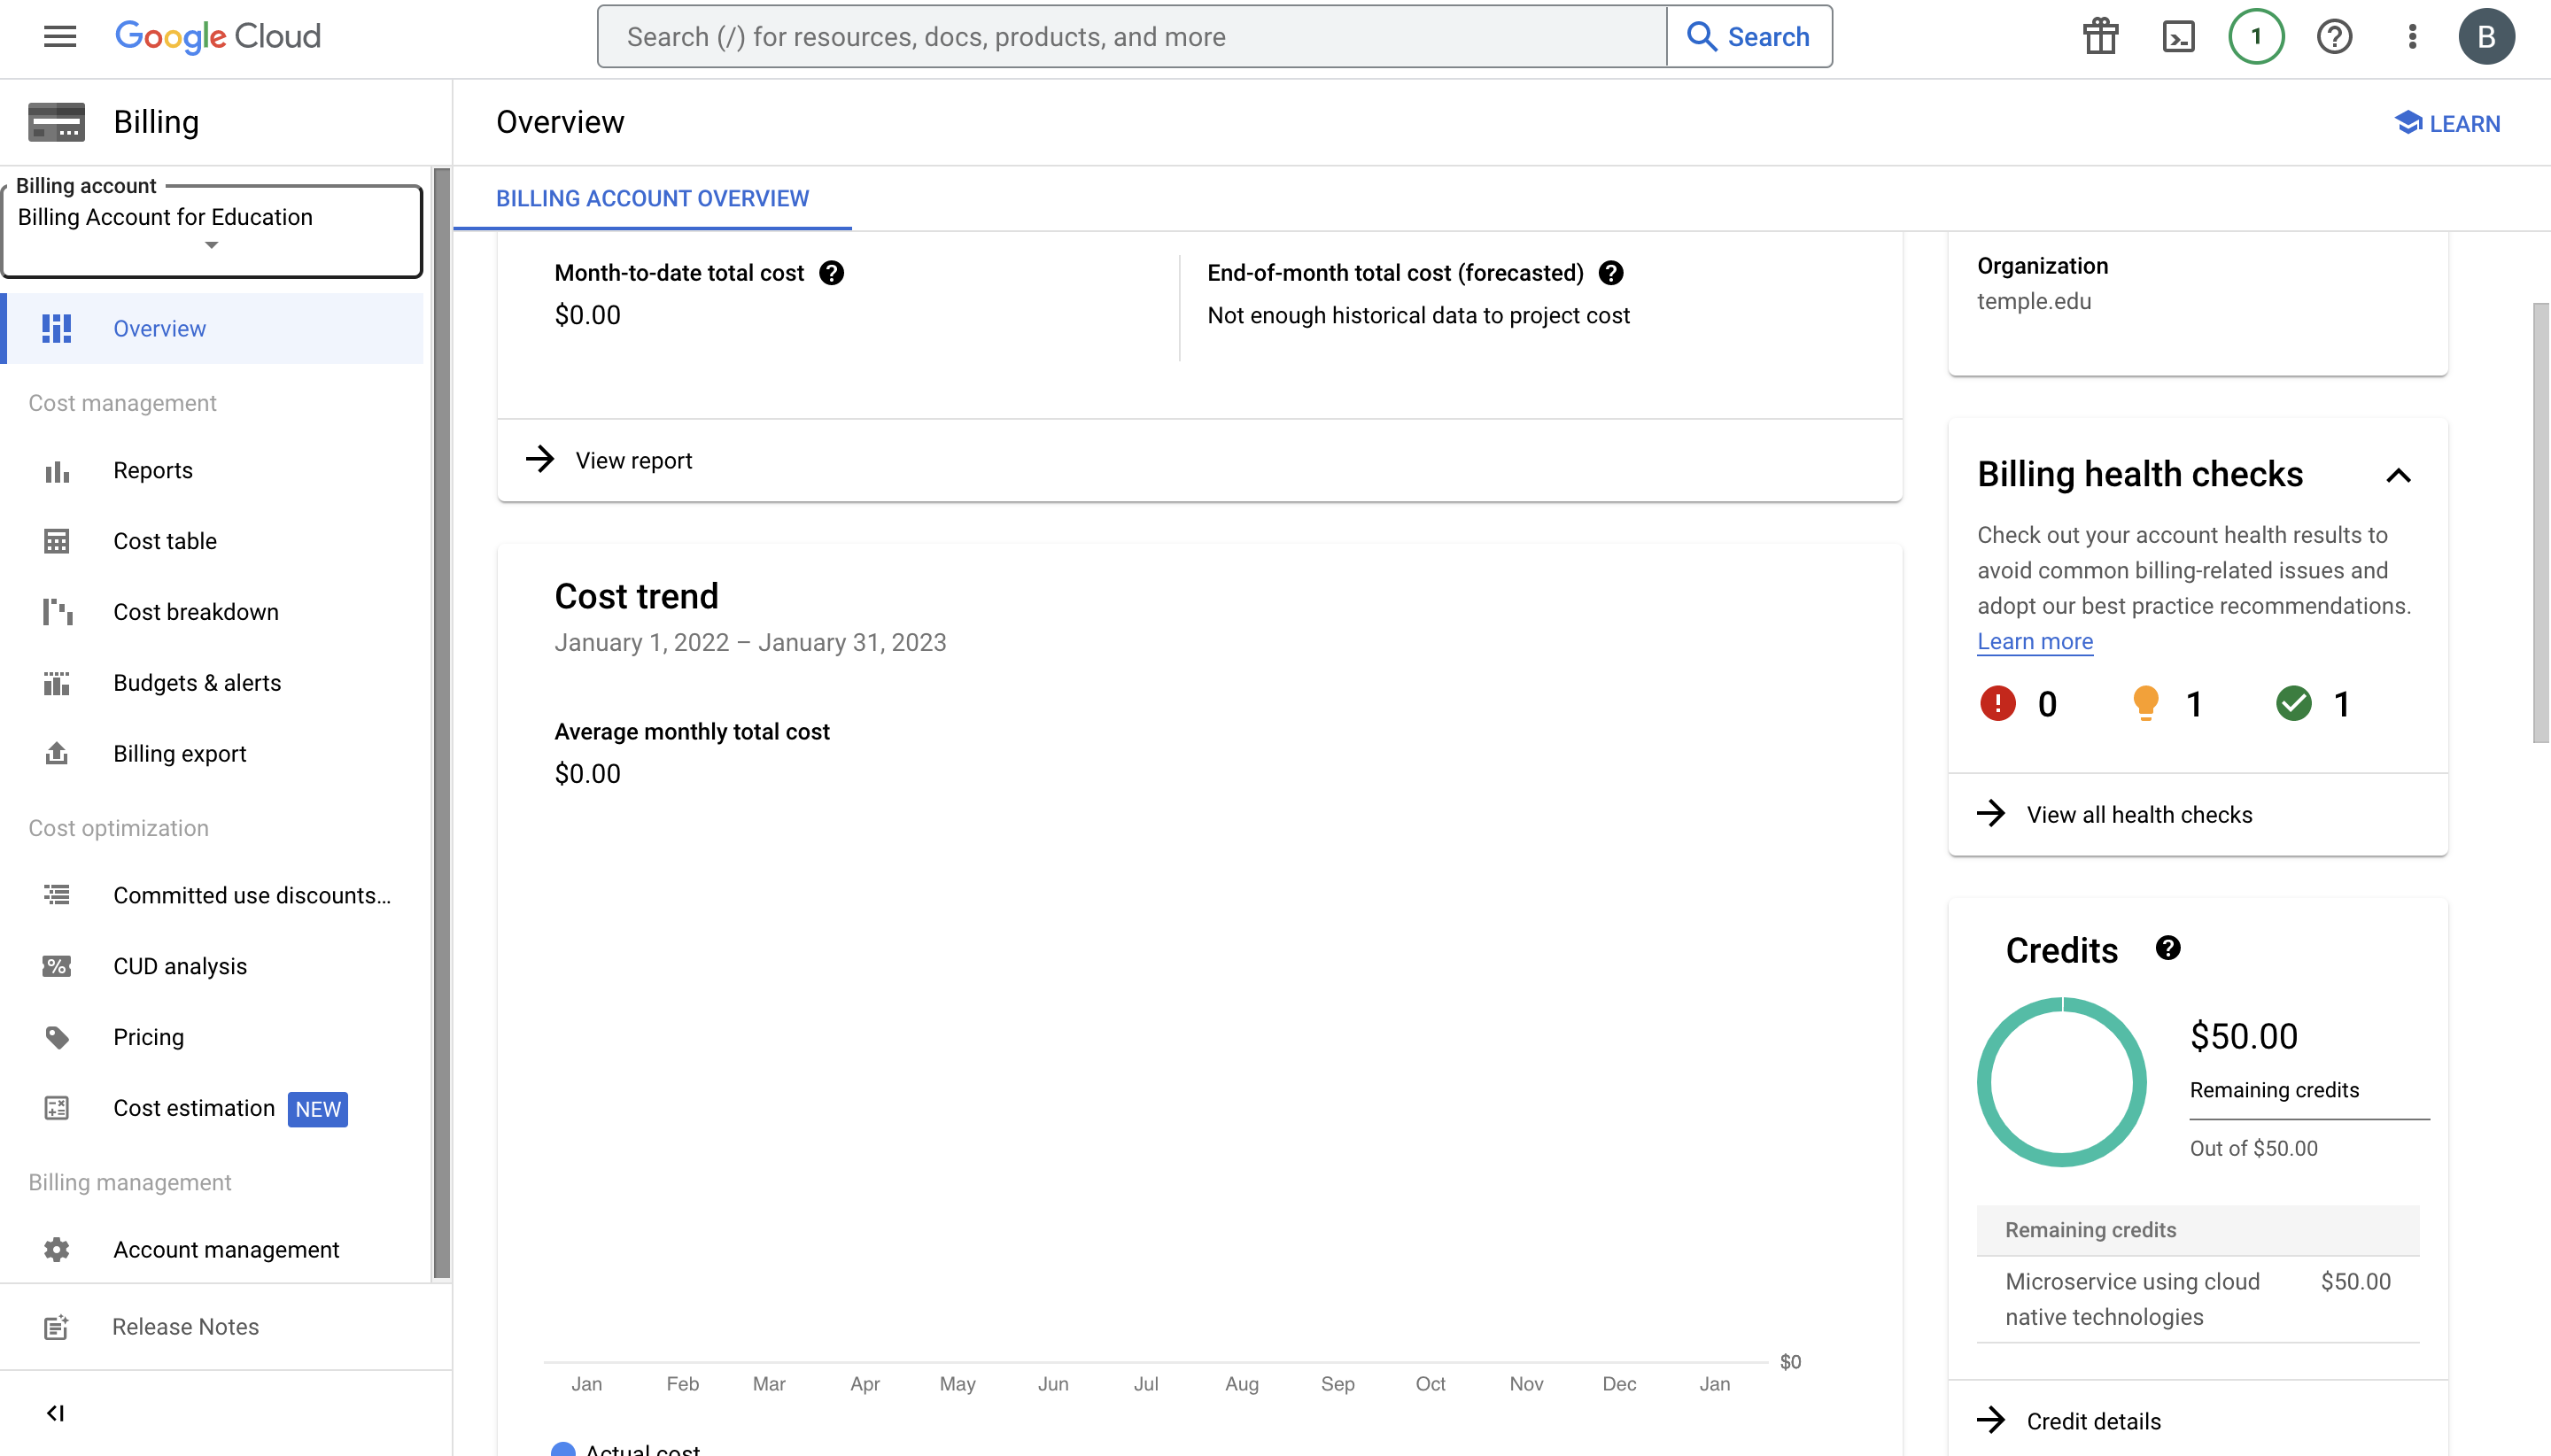 Google Cloud
Search (/) for resources, docs, products, and more
Search
1
B
Billing
Overview
LEARN
Billing account
Billing Account for Education
BILLING ACCOUNT OVERVIEW
Overview
Cost management
Reports
Cost table
Cost breakdown
Budgets & alerts
Billing export
Cost optimization
Committed use discounts...
CUD analysis
Pricing
Cost estimation NEW
Billing management
Account management
Release Notes
Month-to-date total cost
$0.00
End-of-month total cost (forecasted)
Not enough historical data to project cost
View report
Cost trend
January 1, 2022 – January 31, 2023
Average monthly total cost
$0.00
$0
Jan Feb Mar Apr May Jun Jul Aug Sep Oct Nov Dec Jan
Actual cost
Organization
temple.edu
Billing health checks
Check out your account health results to
avoid common billing-related issues and
adopt our best practice recommendations.
Learn more
0 1 1
View all health checks
Credits
$50.00
Remaining credits
Out of $50.00
Remaining credits
Microservice using cloud $50.00
native technologies
Credit details